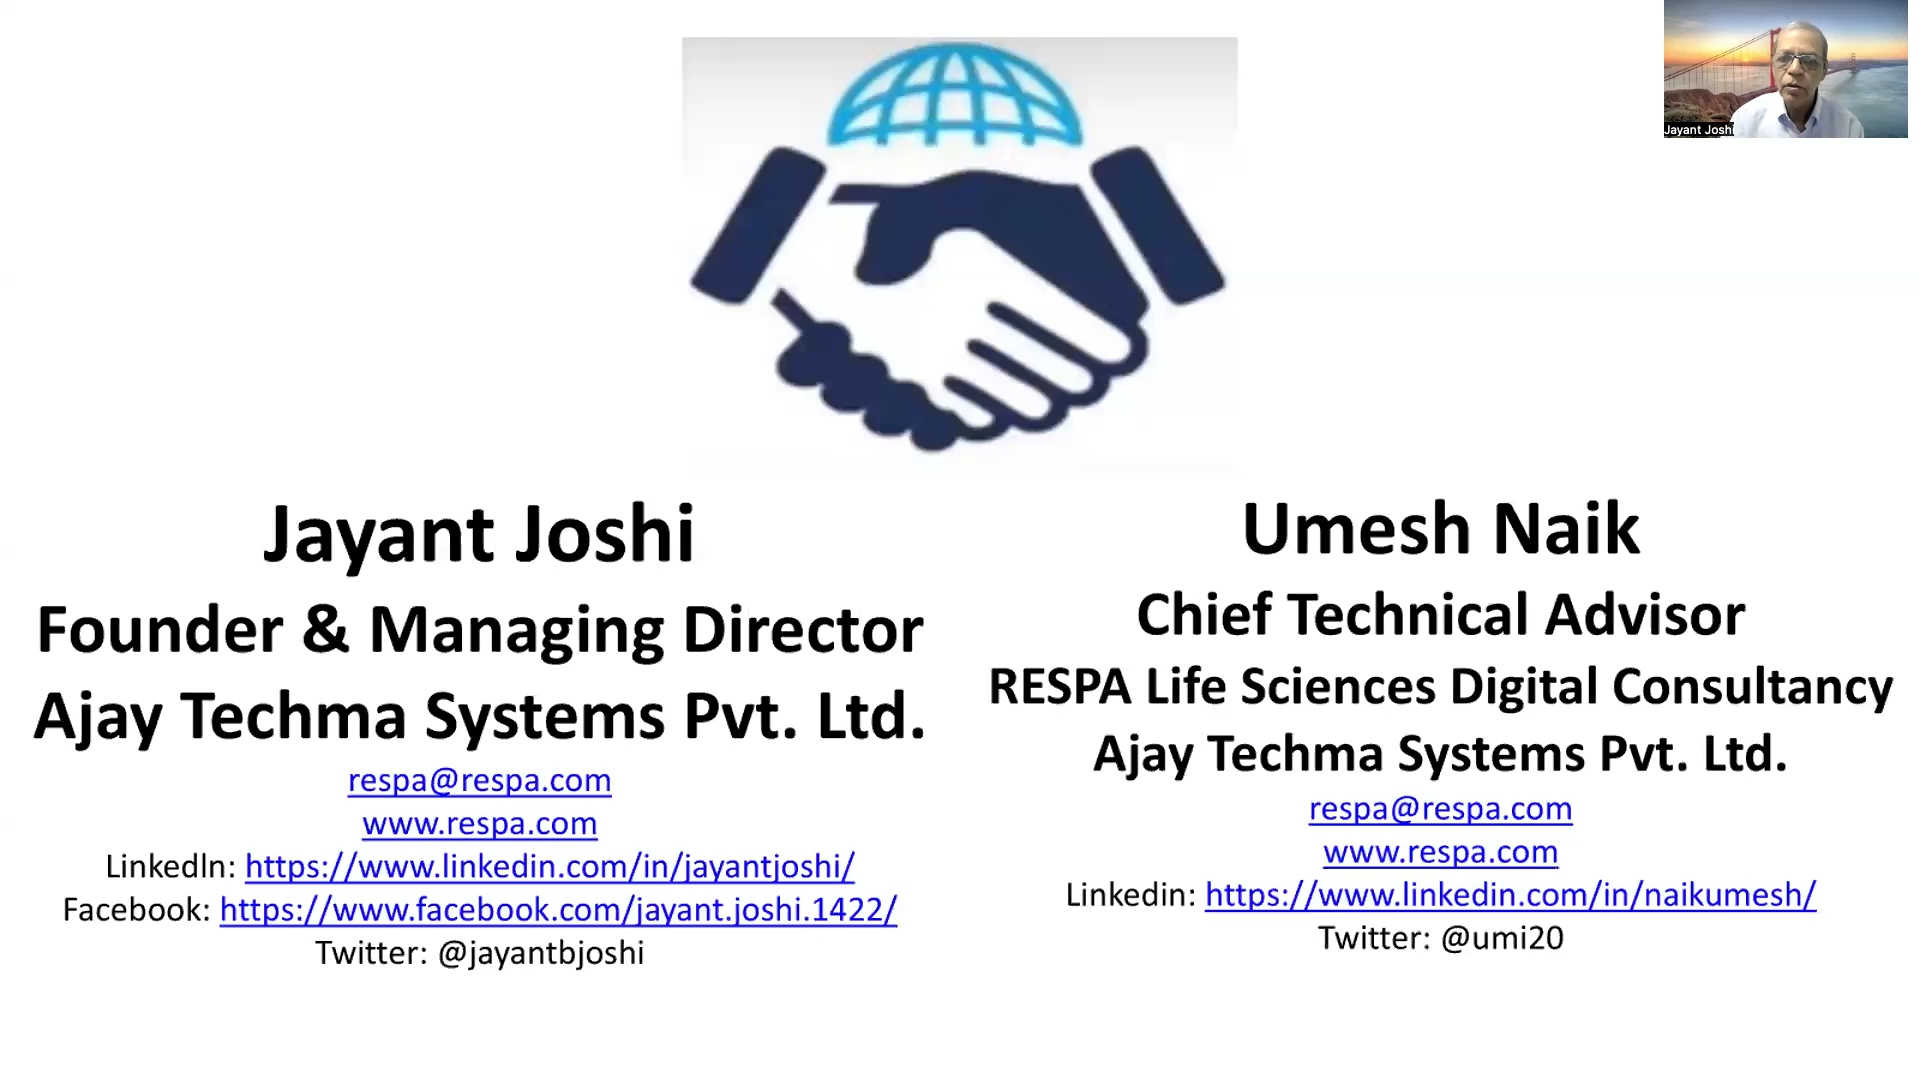 Jayant Joshi
Jayant Joshi
Founder & Managing Director
Ajay Techma Systems Pvt. Ltd.
respa@respa.com
www.respa.com
LinkedIn: https://www.linkedin.com/in/jayantjoshi/
Facebook: https://www.facebook.com/jayant.joshi.1422/
Twitter: @jayantbjoshi
Umesh Naik
Chief Technical Advisor
RESPA Life Sciences Digital Consultancy
Ajay Techma Systems Pvt. Ltd.
respa@respa.com
www.respa.com
Linkedin: https://www.linkedin.com/in/naikumesh/
Twitter: @umi20